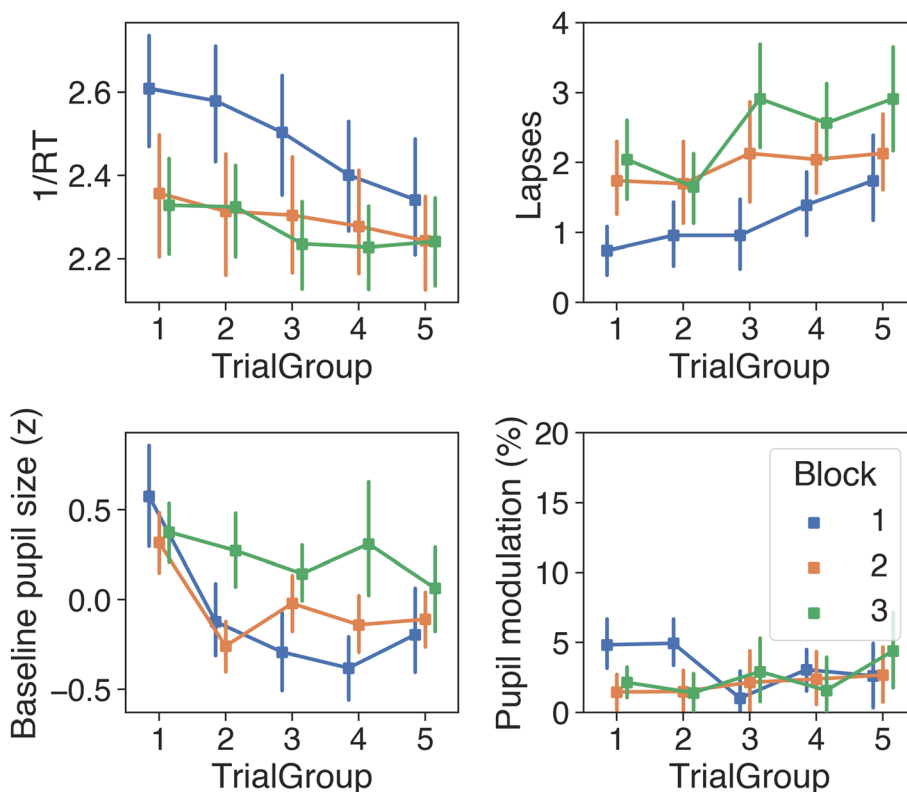 1/RT
2.6
2.4
2.2
1 2 3 4 5
TrialGroup
Lapses
4
3
2
1
0
1 2 3 4 5
TrialGroup
Baseline pupil size (z)
0.5
0.0
−0.5
1 2 3 4 5
TrialGroup
Pupil modulation (%)
20
15
10
5
0
1 2 3 4 5
TrialGroup
Block
1
2
3